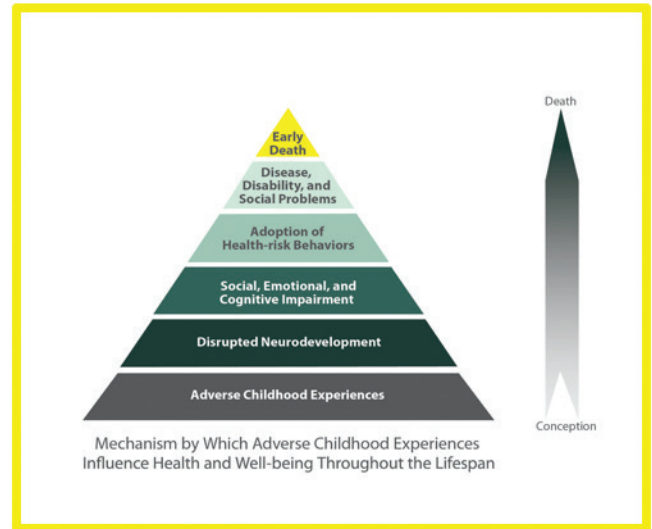 Death
Early
Death
Disease,
Disability, and
Social Problems
Adoption of
Health-risk Behaviors
Social, Emotional, and
Cognitive Impairment
Disrupted Neurodevelopment
Adverse Childhood Experiences
Conception
Mechanism by Which Adverse Childhood Experiences
Influence Health and Well-being Throughout the Lifespan